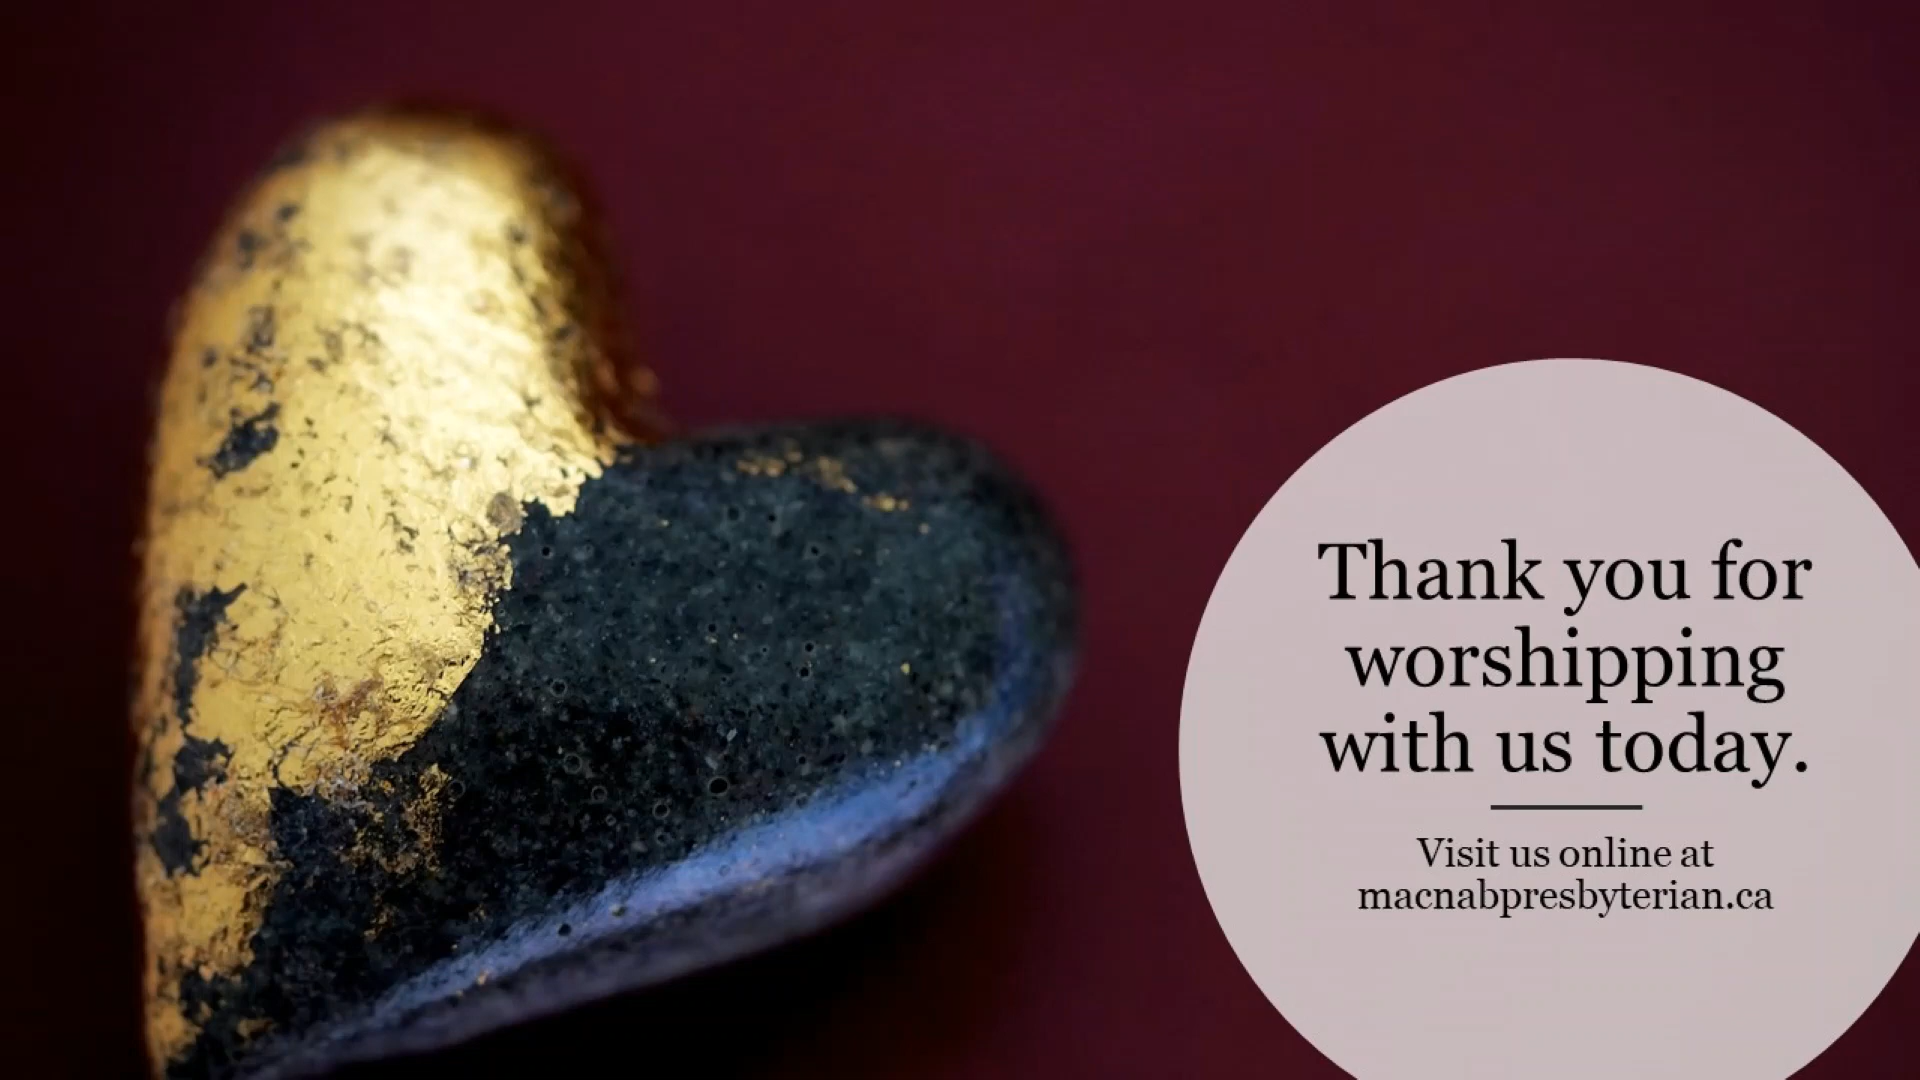 Thank you for
worshipping
with us today.
Visit us online at
macnabpresbyterian.ca